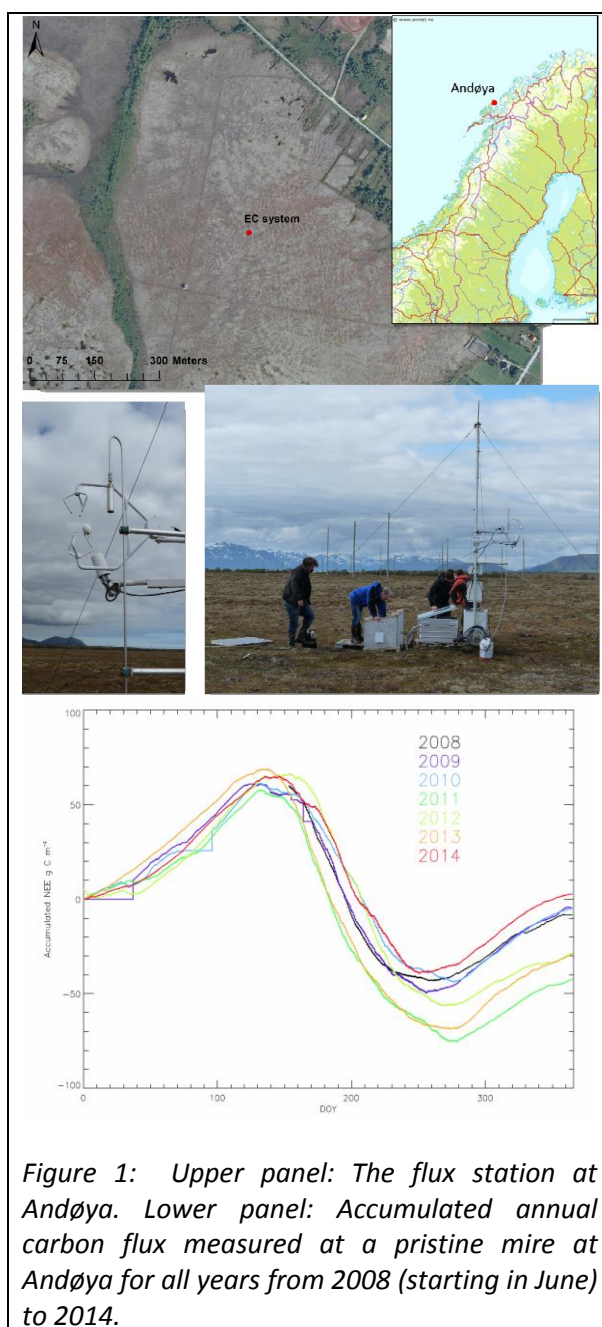 N
© www.avinet.no
Andøya
EC system
0 75 150 300 Meters
100
50
0
−50
−100
Accumulated NEE g C m⁻²
2008
2009
2010
2011
2012
2013
2014
0 100 200 300
DOY
Figure 1: Upper panel: The flux station at
Andøya. Lower panel: Accumulated annual
carbon flux measured at a pristine mire at
Andøya for all years from 2008 (starting in June)
to 2014.